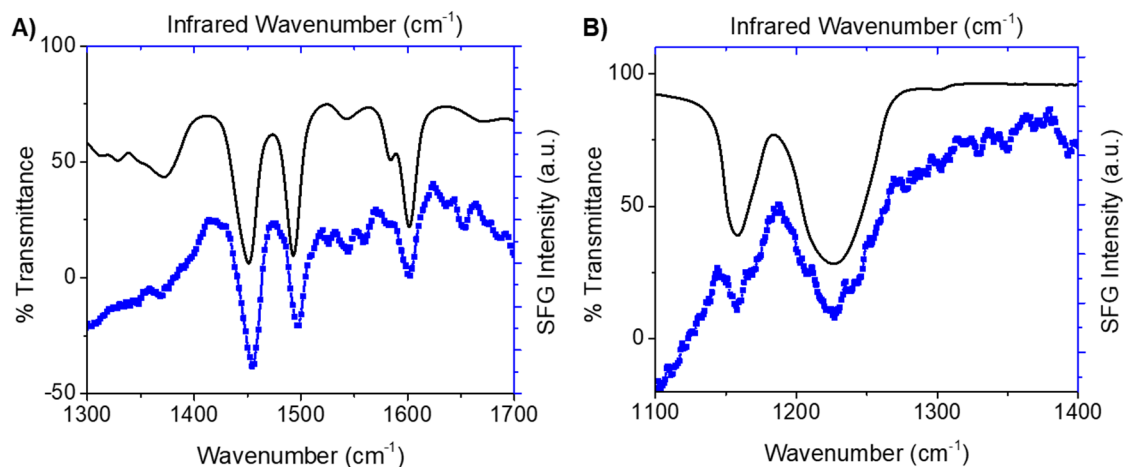 A)
Infrared Wavenumber (cm-1)
% Transmittance
100
50
0
-50
1300
1400
1500
1600
1700
Wavenumber (cm-1)
SFG Intensity (a.u.)
B)
Infrared Wavenumber (cm-1)
% Transmittance
100
50
0
1100
1200
1300
1400
Wavenumber (cm-1)
SFG Intensity (a.u.)